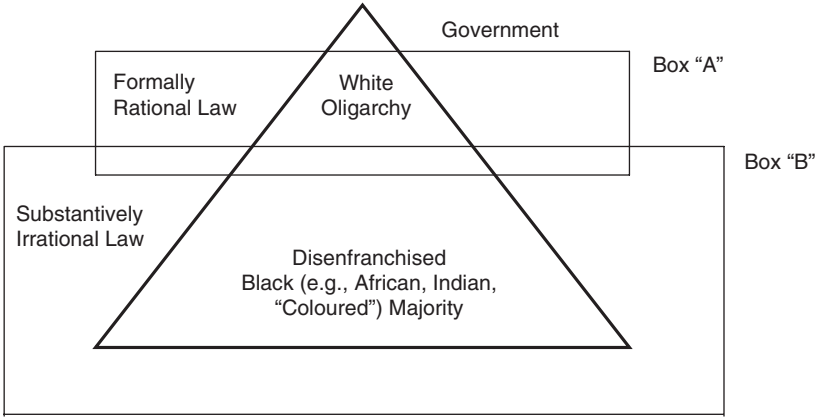 Government
Box “A”
Formally
Rational Law
White
Oligarchy
Box “B”
Substantively
Irrational Law
Disenfranchised
Black (e.g., African, Indian,
“Coloured”) Majority